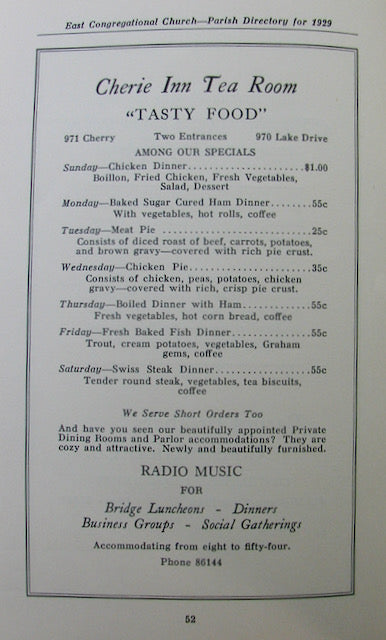 East Congregational Church—Parish Directory for 1929
Cherie Inn Tea Room
"TASTY FOOD"
971 Cherry Two Entrances 970 Lake Drive
AMONG OUR SPECIALS
Sunday—Chicken Dinner.......................$1.00
Boillon, Fried Chicken, Fresh Vegetables,
Salad, Dessert
Monday—Baked Sugar Cured Ham Dinner........55c
With vegetables, hot rolls, coffee
Tuesday—Meat Pie ..............................25c
Consists of diced roast of beef, carrots, potatoes,
and brown gravy—covered with rich pie crust.
Wednesday—Chicken Pie........................35c
Consists of chicken, peas, potatoes, chicken
gravy—covered with rich, crisp pie crust.
Thursday—Boiled Dinner with Ham.............55c
Fresh vegetables, hot corn bread, coffee
Friday—Fresh Baked Fish Dinner...............55c
Trout, cream potatoes, vegetables, Graham
gems, coffee
Saturday—Swiss Steak Dinner..................55c
Tender round steak, vegetables, tea biscuits,
coffee
We Serve Short Orders Too
And have you seen our beautifully appointed Private
Dining Rooms and Parlor accommodations? They are
cozy and attractive. Newly and beautifully furnished.
RADIO MUSIC
FOR
Bridge Luncheons - Dinners
Business Groups - Social Gatherings
Accommodating from eight to fifty-four.
Phone 86144
52